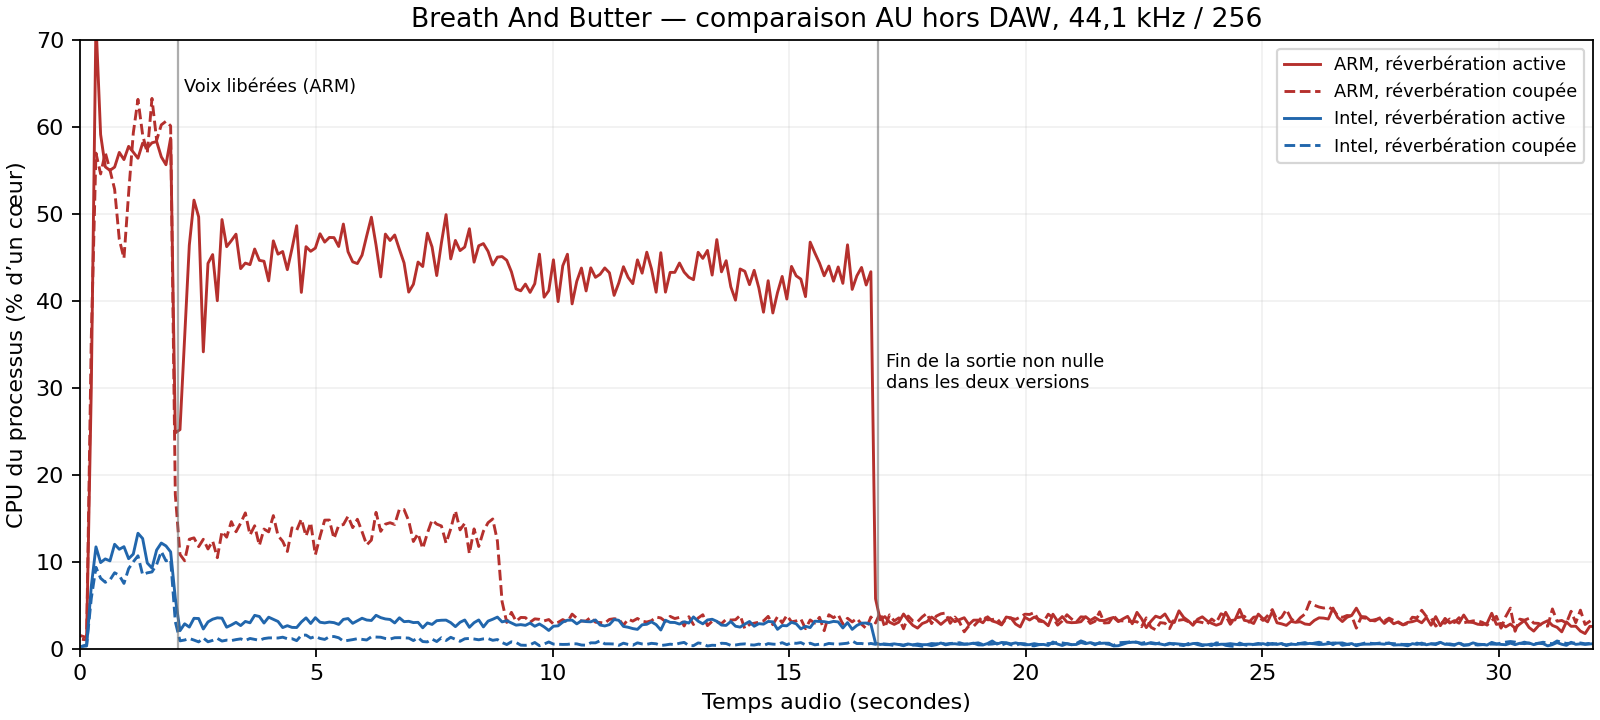 Breath And Butter — comparaison AU hors DAW, 44,1 kHz / 256
CPU du processus (% d’un cœur)
70
60
50
40
30
20
10
0
Voix libérées (ARM)
ARM, réverbération active
ARM, réverbération coupée
Intel, réverbération active
Intel, réverbération coupée
Fin de la sortie non nulle
dans les deux versions
0 5 10 15 20 25 30
Temps audio (secondes)